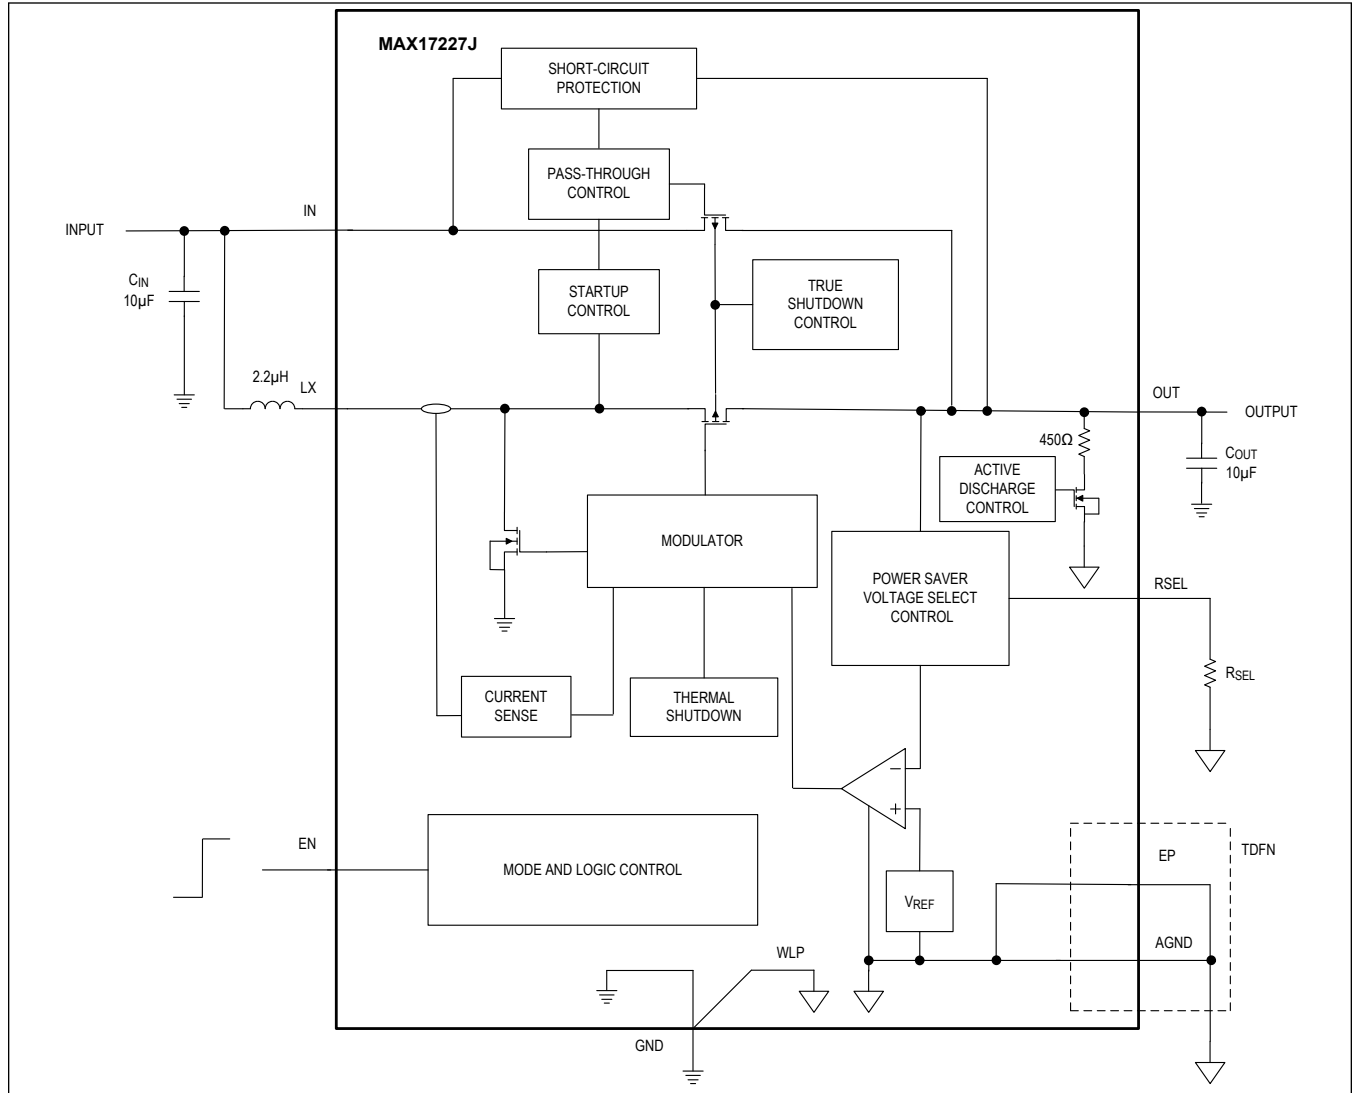 MAX17227J
SHORT-CIRCUIT
PROTECTION
PASS-THROUGH
CONTROL
IN
INPUT
CIN
10µF
STARTUP
CONTROL
TRUE
SHUTDOWN
CONTROL
2.2µH
LX
OUT
OUTPUT
450Ω
COUT
10µF
ACTIVE
DISCHARGE
CONTROL
MODULATOR
POWER SAVER
VOLTAGE SELECT
CONTROL
RSEL
RSEL
CURRENT
SENSE
THERMAL
SHUTDOWN
−
+
EN
MODE AND LOGIC CONTROL
VREF
EP
TDFN
AGND
WLP
GND